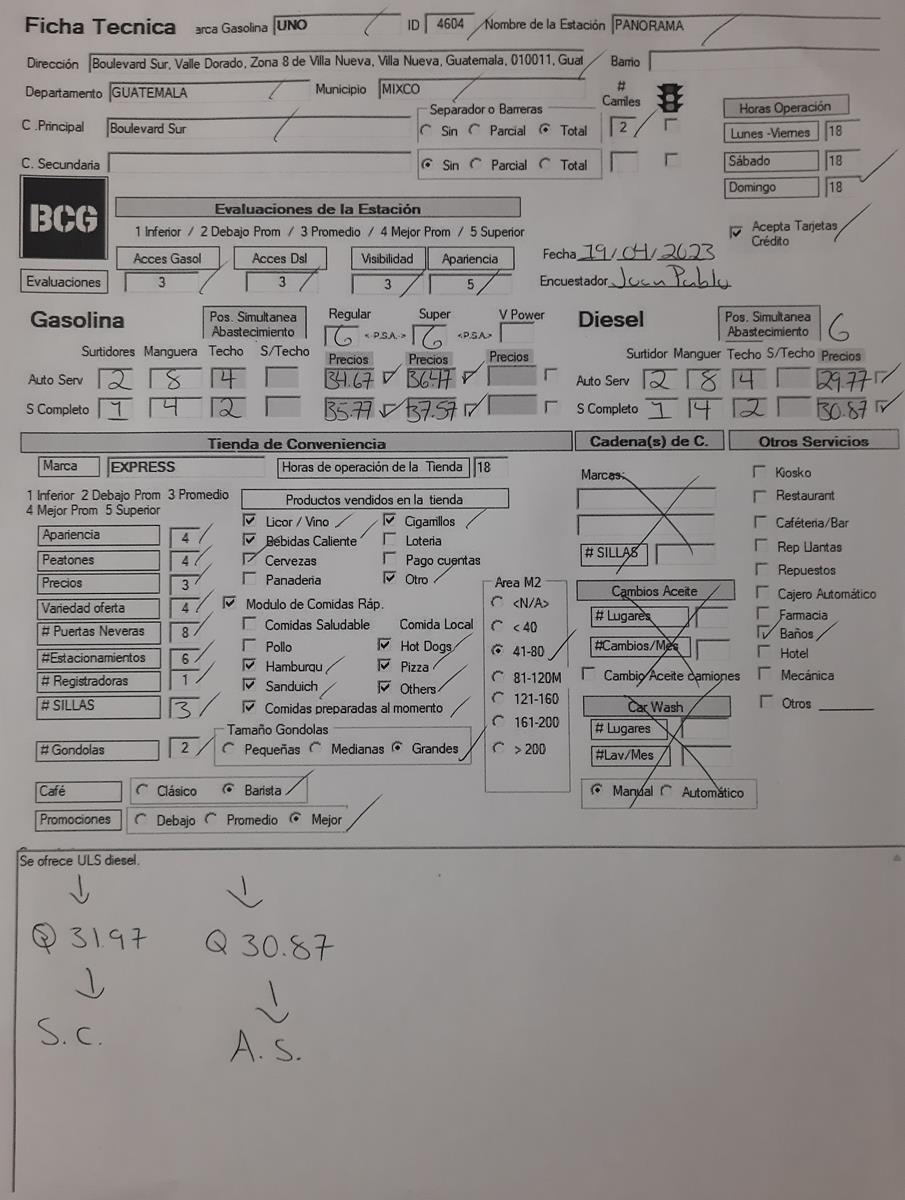 Ficha Tecnica arca Gasolina UNO ID 4604 Nombre de la Estación PANORAMA
Dirección Boulevard Sur, Valle Dorado, Zona 8 de Villa Nueva, Villa Nueva, Guatemala, 010011, Guat Barrio
Departamento GUATEMALA Municipio MIXCO # Carriles
Separador o Barreras
C .Principal Boulevard Sur Sin Parcial Total 2
C. Secundaria Sin Parcial Total
Horas Operación
Lunes -Viernes 18
Sábado 18
Domingo 18
BCG
Evaluaciones de la Estación
1 Inferior / 2 Debajo Prom / 3 Promedio / 4 Mejor Prom / 5 Superior
Acepta Tarjetas Crédito
Acces Gasol Acces Dsl Visibilidad Apariencia
Evaluaciones 3 3 3 5
Fecha 19/04/2023
Encuestador Juan Pablo
Gasolina Pos. Simultanea Abastecimiento Regular Super V Power
6 <-P.S.A.-> 6 <-P.S.A->
Surtidores Manguera Techo S/Techo Precios Precios Precios
Auto Serv 2 8 4 34.67 36.47
S Completo 1 4 2 35.77 37.57
Diesel Pos. Simultanea Abastecimiento 6
Surtidor Manguer Techo S/Techo Precios
Auto Serv 2 8 4 29.77
S Completo 1 4 2 30.87
Tienda de Conveniencia
Marca EXPRESS Horas de operación de la Tienda 18
1 Inferior 2 Debajo Prom 3 Promedio
4 Mejor Prom 5 Superior
Apariencia 4
Peatones 4
Precios 3
Variedad oferta 4
# Puertas Neveras 8
#Estacionamientos 6
# Registradoras 1
# SILLAS 3
# Gondolas 2
Productos vendidos en la tienda
Licor / Vino Cigarrillos
Bébidas Caliente Loteria
Cervezas Pago cuentas
Panaderia Otro
Modulo de Comidas Ráp.
Comidas Saludable Comida Local
Pollo Hot Dogs
Hamburqu Pizza
Sanduich Others
Comidas preparadas al momento
Tamaño Gondolas
Pequeñas Medianas Grandes
Area M2
<N/A>
< 40
41-80
81-120M
121-160
161-200
> 200
Café Clásico Barista
Promociones Debajo Promedio Mejor
Cadena(s) de C.
Marcas:
# SILLAS
Cambios Aceite
# Lugares
#Cambios/Mes
Cambio Aceite camiones
Car Wash
# Lugares
#Lav/Mes
Manual Automático
Otros Servicios
Kiosko
Restaurant
Caféteria/Bar
Rep Llantas
Repuestos
Cajero Automático
Farmacia
Baños
Hotel
Mecánica
Otros
Se ofrece ULS diesel.
Q 31.97 Q 30.87
S.C. A.S.